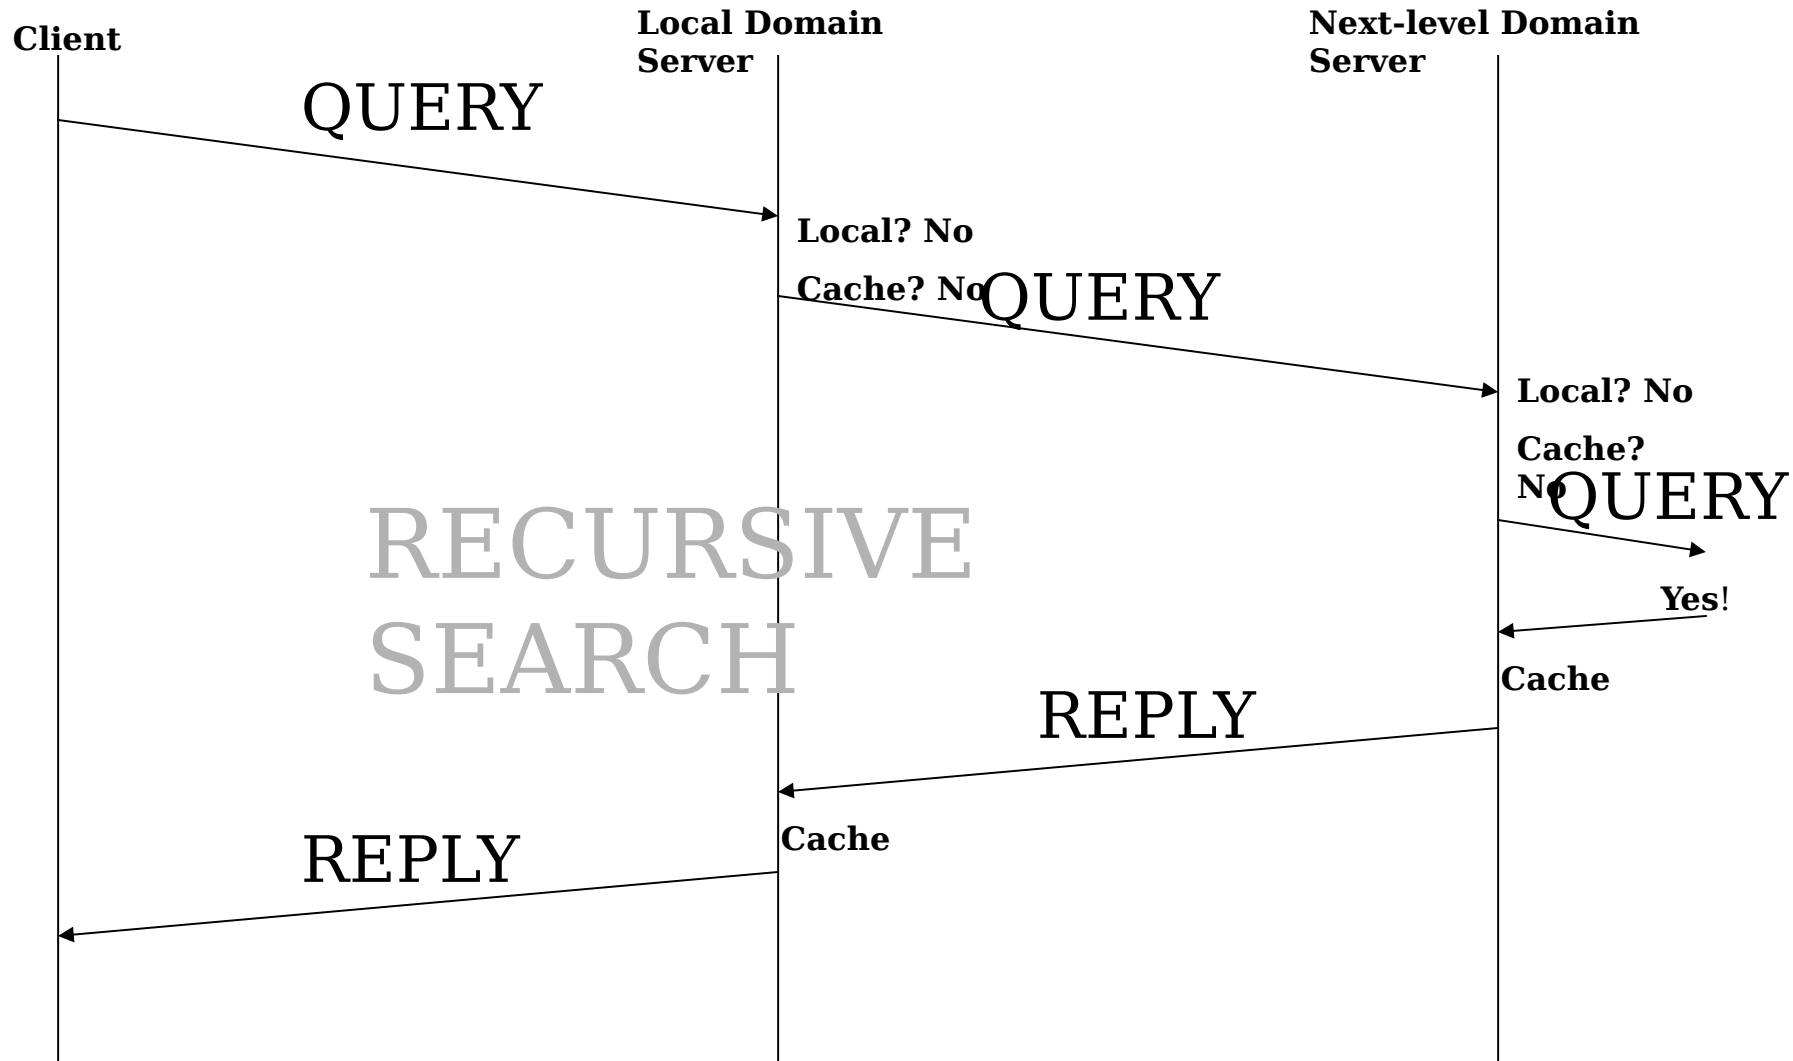 Client
Local Domain
Server
Next-level Domain
Server
QUERY
Local? No
Cache? No
QUERY
Local? No
Cache?
No
QUERY
RECURSIVE
SEARCH
Yes!
Cache
REPLY
Cache
REPLY